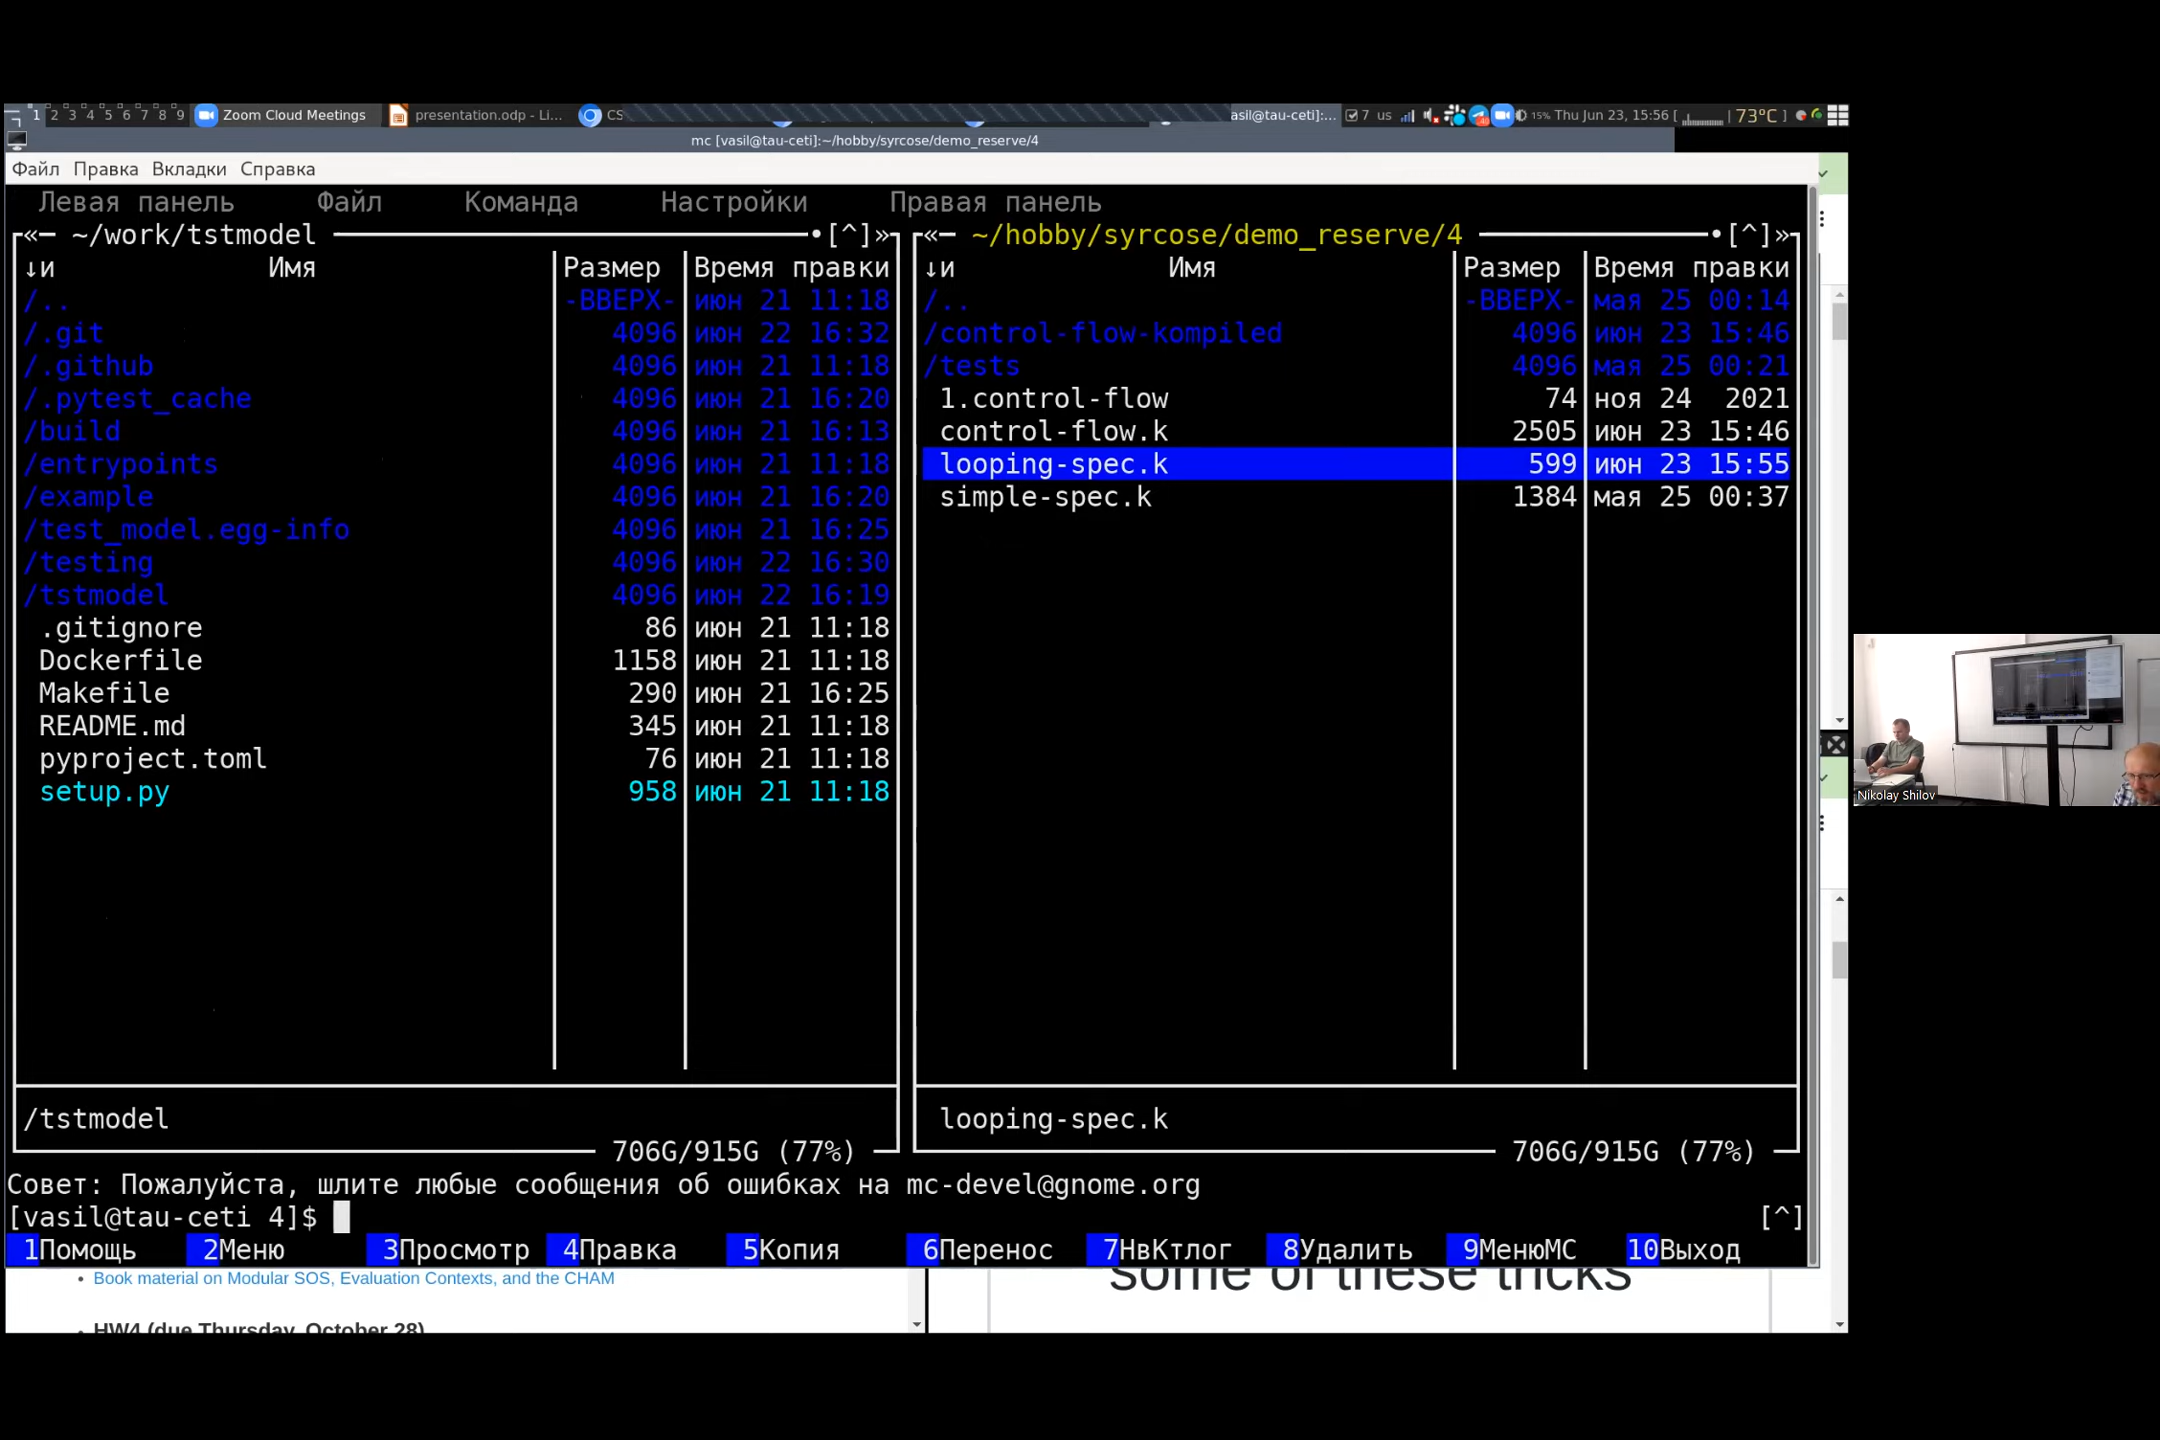 1 2 3 4 5 6 7 8 9 Zoom Cloud Meetings presentation.odp - Li... CS asil@tau-ceti]:... 7 us 15% Thu Jun 23, 15:56 [ | 73°C ]
mc [vasil@tau-ceti]:~/hobby/syrcose/demo_reserve/4
Файл Правка Вкладки Справка
Левая панель Файл Команда Настройки Правая панель
«─ ~/work/tstmodel •[^]» «─ ~/hobby/syrcose/demo_reserve/4 •[^]»
↓и Имя Размер Время правки ↓и Имя Размер Время правки
/.. -ВВЕРХ- июн 21 11:18 /.. -ВВЕРХ- мая 25 00:14
/.git 4096 июн 22 16:32 /control-flow-kompiled 4096 июн 23 15:46
/.github 4096 июн 21 11:18 /tests 4096 мая 25 00:21
/.pytest_cache 4096 июн 21 16:20 1.control-flow 74 ноя 24 2021
/build 4096 июн 21 16:13 control-flow.k 2505 июн 23 15:46
/entrypoints 4096 июн 21 11:18 looping-spec.k 599 июн 23 15:55
/example 4096 июн 21 16:20 simple-spec.k 1384 мая 25 00:37
/test_model.egg-info 4096 июн 21 16:25
/testing 4096 июн 22 16:30
/tstmodel 4096 июн 22 16:19
.gitignore 86 июн 21 11:18
Dockerfile 1158 июн 21 11:18
Makefile 290 июн 21 16:25
README.md 345 июн 21 11:18
pyproject.toml 76 июн 21 11:18
setup.py 958 июн 21 11:18
Nikolay Shilov
/tstmodel looping-spec.k
706G/915G (77%) 706G/915G (77%)
Совет: Пожалуйста, шлите любые сообщения об ошибках на mc-devel@gnome.org
[vasil@tau-ceti 4]$ [^]
1Помощь 2Меню 3Просмотр 4Правка 5Копия 6Перенос 7НвКтлог 8Удалить 9МенюMC 10Выход
• Book material on Modular SOS, Evaluation Contexts, and the CHAM
some of these tricks
• HW4 (due Thursday, October 28)